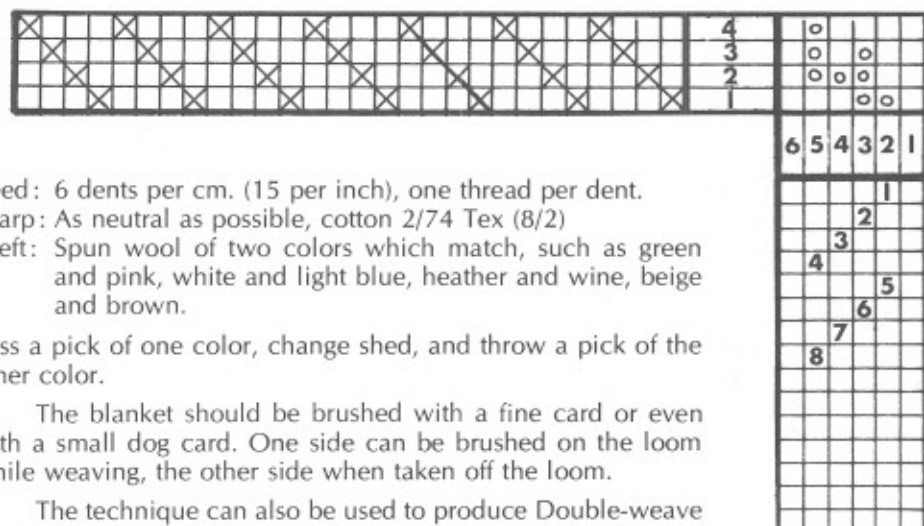 4
3
2
1
6 5 4 3 2 1
1
2
3
4
5
6
7
8
ed: 6 dents per cm. (15 per inch), one thread per dent.
arp: As neutral as possible, cotton 2/74 Tex (8/2)
eft: Spun wool of two colors which match, such as green
and pink, white and light blue, heather and wine, beige
and brown.
ss a pick of one color, change shed, and throw a pick of the
her color.
The blanket should be brushed with a fine card or even
th a small dog card. One side can be brushed on the loom
hile weaving, the other side when taken off the loom.
The technique can also be used to produce Double-weave